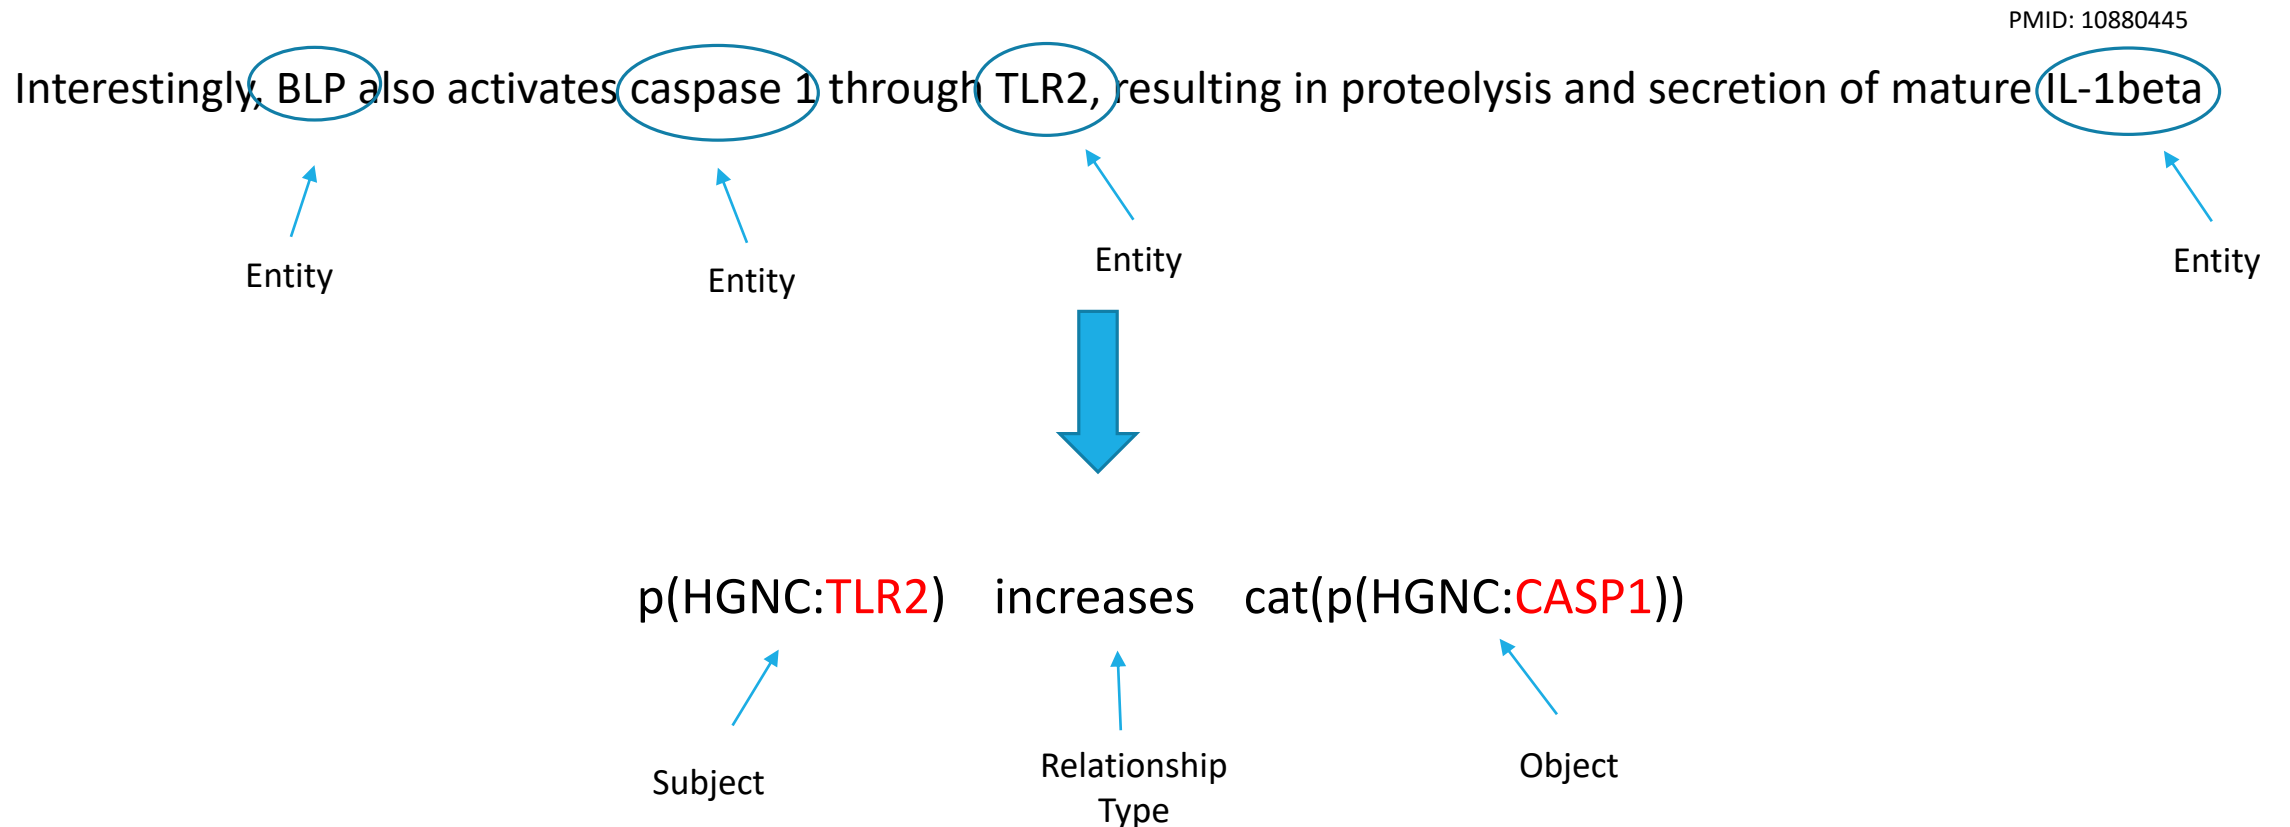 PMID: 10880445
Interestingly, BLP also activates caspase 1 through TLR2, resulting in proteolysis and secretion of mature IL-1beta
Entity
Entity
Entity
Entity
p(HGNC:TLR2) increases cat(p(HGNC:CASP1))
Subject
Relationship
Type
Object